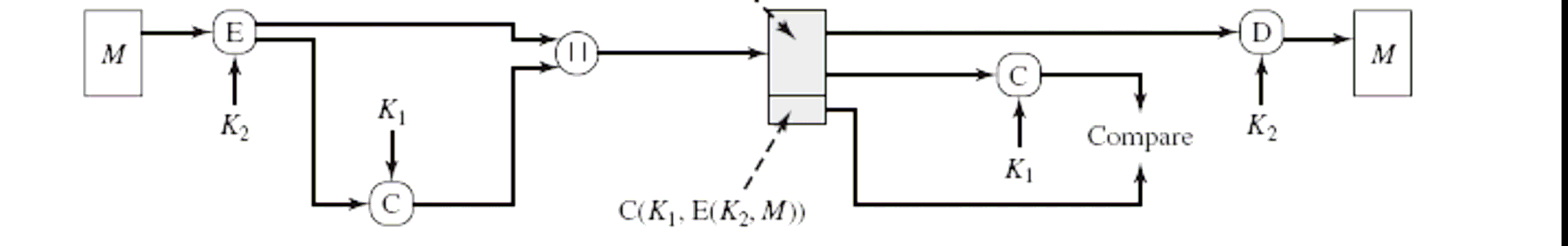 M
E
K₂
K₁
C
||
C(K₁, E(K₂, M))
C
K₁
Compare
D
K₂
M